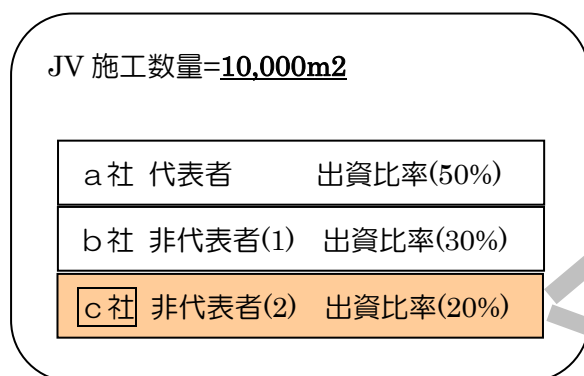 JV 施工数量=10,000m2
a社 代表者 出資比率(50%)
b社 非代表者(1) 出資比率(30%)
c社 非代表者(2) 出資比率(20%)